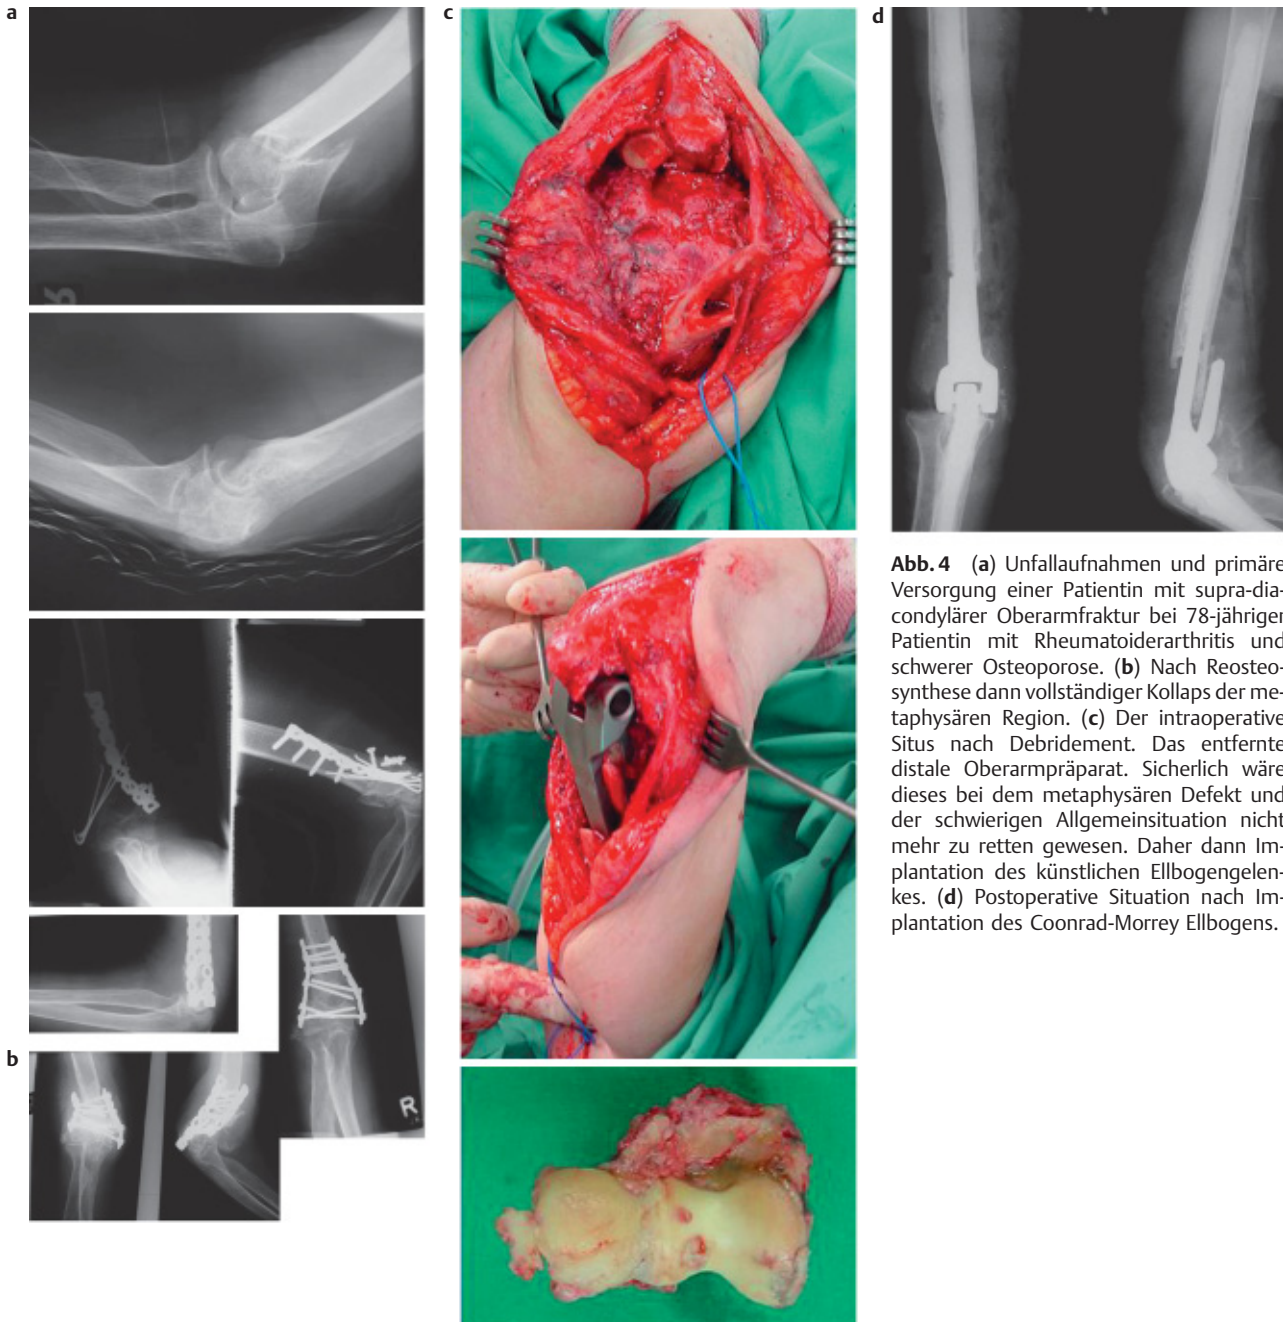 a
b
c
d
R
Abb. 4 (a) Unfallaufnahmen und primäre
Versorgung einer Patientin mit supra-dia-
condylärer Oberarmfraktur bei 78-jähriger
Patientin mit Rheumatoiderarthritis und
schwerer Osteoporose. (b) Nach Reosteo-
synthese dann vollständiger Kollaps der me-
taphysären Region. (c) Der intraoperative
Situs nach Debridement. Das entfernte
distale Oberarmpräparat. Sicherlich wäre
dieses bei dem metaphysären Defekt und
der schwierigen Allgemeinsituation nicht
mehr zu retten gewesen. Daher dann Im-
plantation des künstlichen Ellbogengelen-
kes. (d) Postoperative Situation nach Im-
plantation des Coonrad-Morrey Ellbogens.